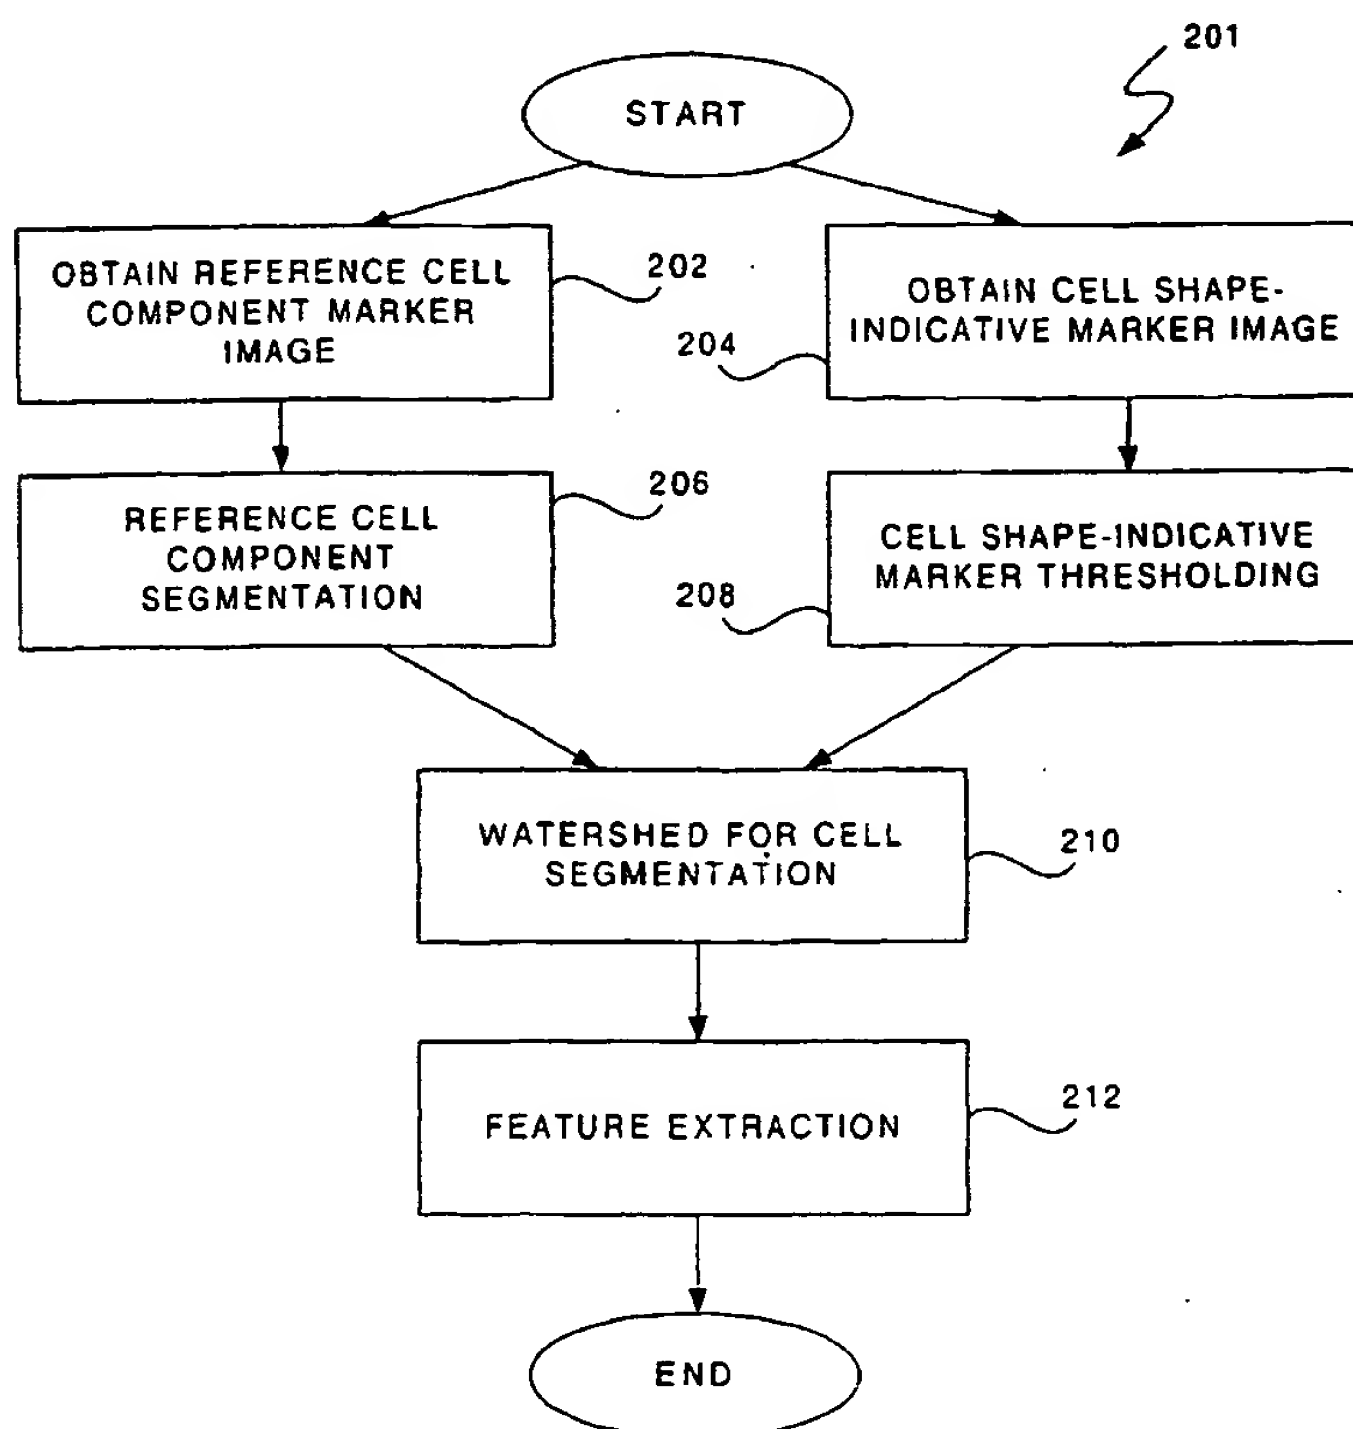 201
START
OBTAIN REFERENCE CELL
COMPONENT MARKER
IMAGE
202
OBTAIN CELL SHAPE-
INDICATIVE MARKER IMAGE
204
REFERENCE CELL
COMPONENT
SEGMENTATION
206
CELL SHAPE-INDICATIVE
MARKER THRESHOLDING
208
WATERSHED FOR CELL
SEGMENTATION
210
FEATURE EXTRACTION
212
END